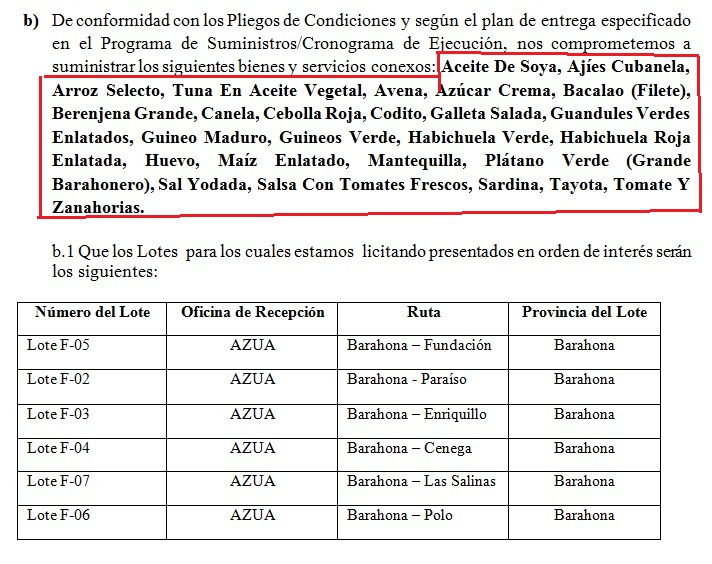 b) De conformidad con los Pliegos de Condiciones y según el plan de entrega especificado
en el Programa de Suministros/Cronograma de Ejecución, nos comprometemos a
suministrar los siguientes bienes y servicios conexos: Aceite De Soya, Ajíes Cubanela,
Arroz Selecto, Tuna En Aceite Vegetal, Avena, Azúcar Crema, Bacalao (Filete),
Berenjena Grande, Canela, Cebolla Roja, Codito, Galleta Salada, Guandules Verdes
Enlatados, Guineo Maduro, Guineos Verde, Habichuela Verde, Habichuela Roja
Enlatada, Huevo, Maíz Enlatado, Mantequilla, Plátano Verde (Grande
Barahonero), Sal Yodada, Salsa Con Tomates Frescos, Sardina, Tayota, Tomate Y
Zanahorias.
b.1 Que los Lotes para los cuales estamos licitando presentados en orden de interés serán
los siguientes:
Número del Lote Oficina de Recepción Ruta Provincia del Lote
Lote F-05 AZUA Barahona – Fundación Barahona
Lote F-02 AZUA Barahona - Paraíso Barahona
Lote F-03 AZUA Barahona – Enriquillo Barahona
Lote F-04 AZUA Barahona – Cenega Barahona
Lote F-07 AZUA Barahona – Las Salinas Barahona
Lote F-06 AZUA Barahona – Polo Barahona